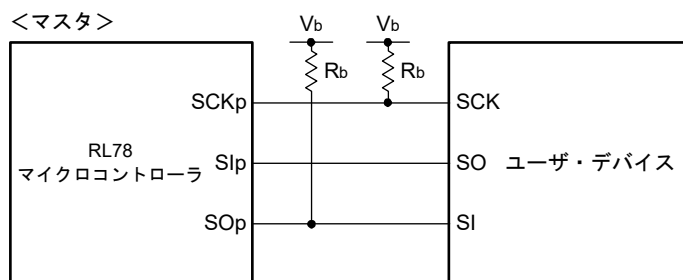 ＜マスタ＞
Vb
Vb
Rb
Rb
SCKp
SCK
RL78
マイクロコントローラ
SIp
SO
ユーザ・デバイス
SOp
SI